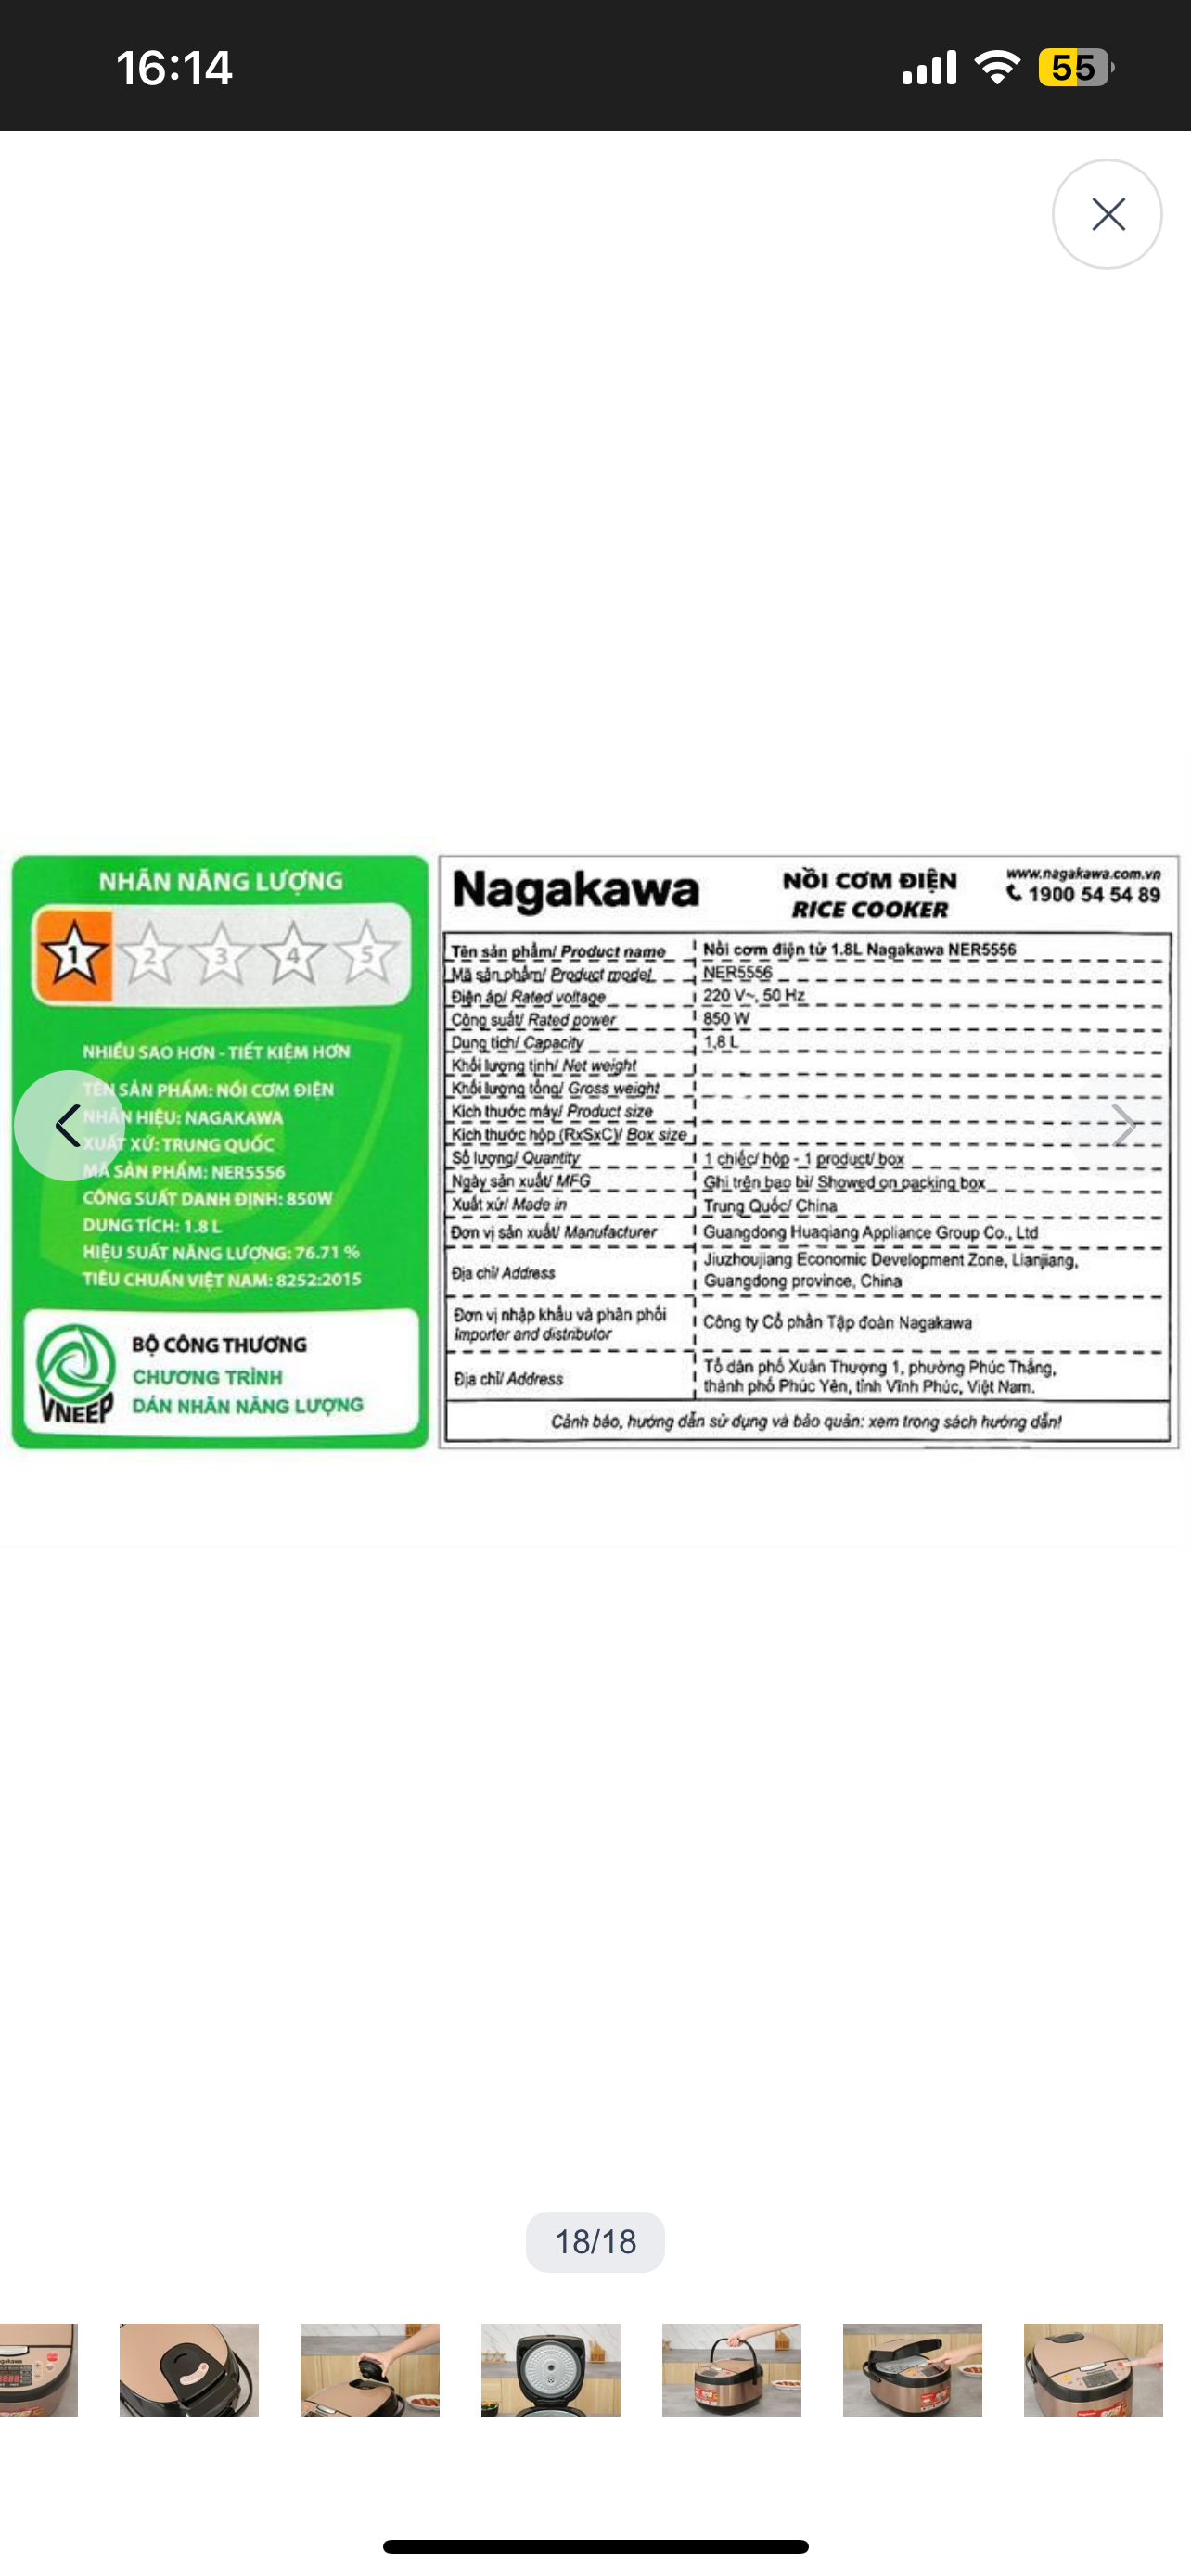 16:14
55
NHÃN NĂNG LƯỢNG
1 2 3 4 5
NHIỀU SAO HƠN - TIẾT KIỆM HƠN
TÊN SẢN PHẨM: NỒI CƠM ĐIỆN
NHÃN HIỆU: NAGAKAWA
XUẤT XỨ: TRUNG QUỐC
MÃ SẢN PHẨM: NER5556
CÔNG SUẤT DANH ĐỊNH: 850W
DUNG TÍCH: 1.8 L
HIỆU SUẤT NĂNG LƯỢNG: 76.71 %
TIÊU CHUẨN VIỆT NAM: 8252:2015
VNEEP
BỘ CÔNG THƯƠNG
CHƯƠNG TRÌNH
DÁN NHÃN NĂNG LƯỢNG
Nagakawa
NỒI CƠM ĐIỆN
RICE COOKER
www.nagakawa.com.vn
1900 54 54 89
Tên sản phẩm/ Product name Nồi cơm điện tử 1.8L Nagakawa NER5556
Mã sản phẩm/ Product model NER5556
Điện áp/ Rated voltage 220 V~, 50 Hz
Công suất/ Rated power 850 W
Dung tích/ Capacity 1,8 L
Khối lượng tịnh/ Net weight
Khối lượng tổng/ Gross weight
Kích thước máy/ Product size
Kích thước hộp (RxSxC)/ Box size
Số lượng/ Quantity 1 chiếc/ hộp - 1 product/ box
Ngày sản xuất/ MFG Ghi trên bao bì/ Showed on packing box
Xuất xứ/ Made in Trung Quốc/ China
Đơn vị sản xuất/ Manufacturer Guangdong Huaqiang Appliance Group Co., Ltd
Địa chỉ/ Address Jiuzhoujiang Economic Development Zone, Lianjiang,
Guangdong province, China
Đơn vị nhập khẩu và phân phối
Importer and distributor
Công ty Cổ phần Tập đoàn Nagakawa
Địa chỉ/ Address Tổ dân phố Xuân Thượng 1, phường Phúc Thắng,
thành phố Phúc Yên, tỉnh Vĩnh Phúc, Việt Nam.
Cảnh báo, hướng dẫn sử dụng và bảo quản: xem trong sách hướng dẫn!
18/18